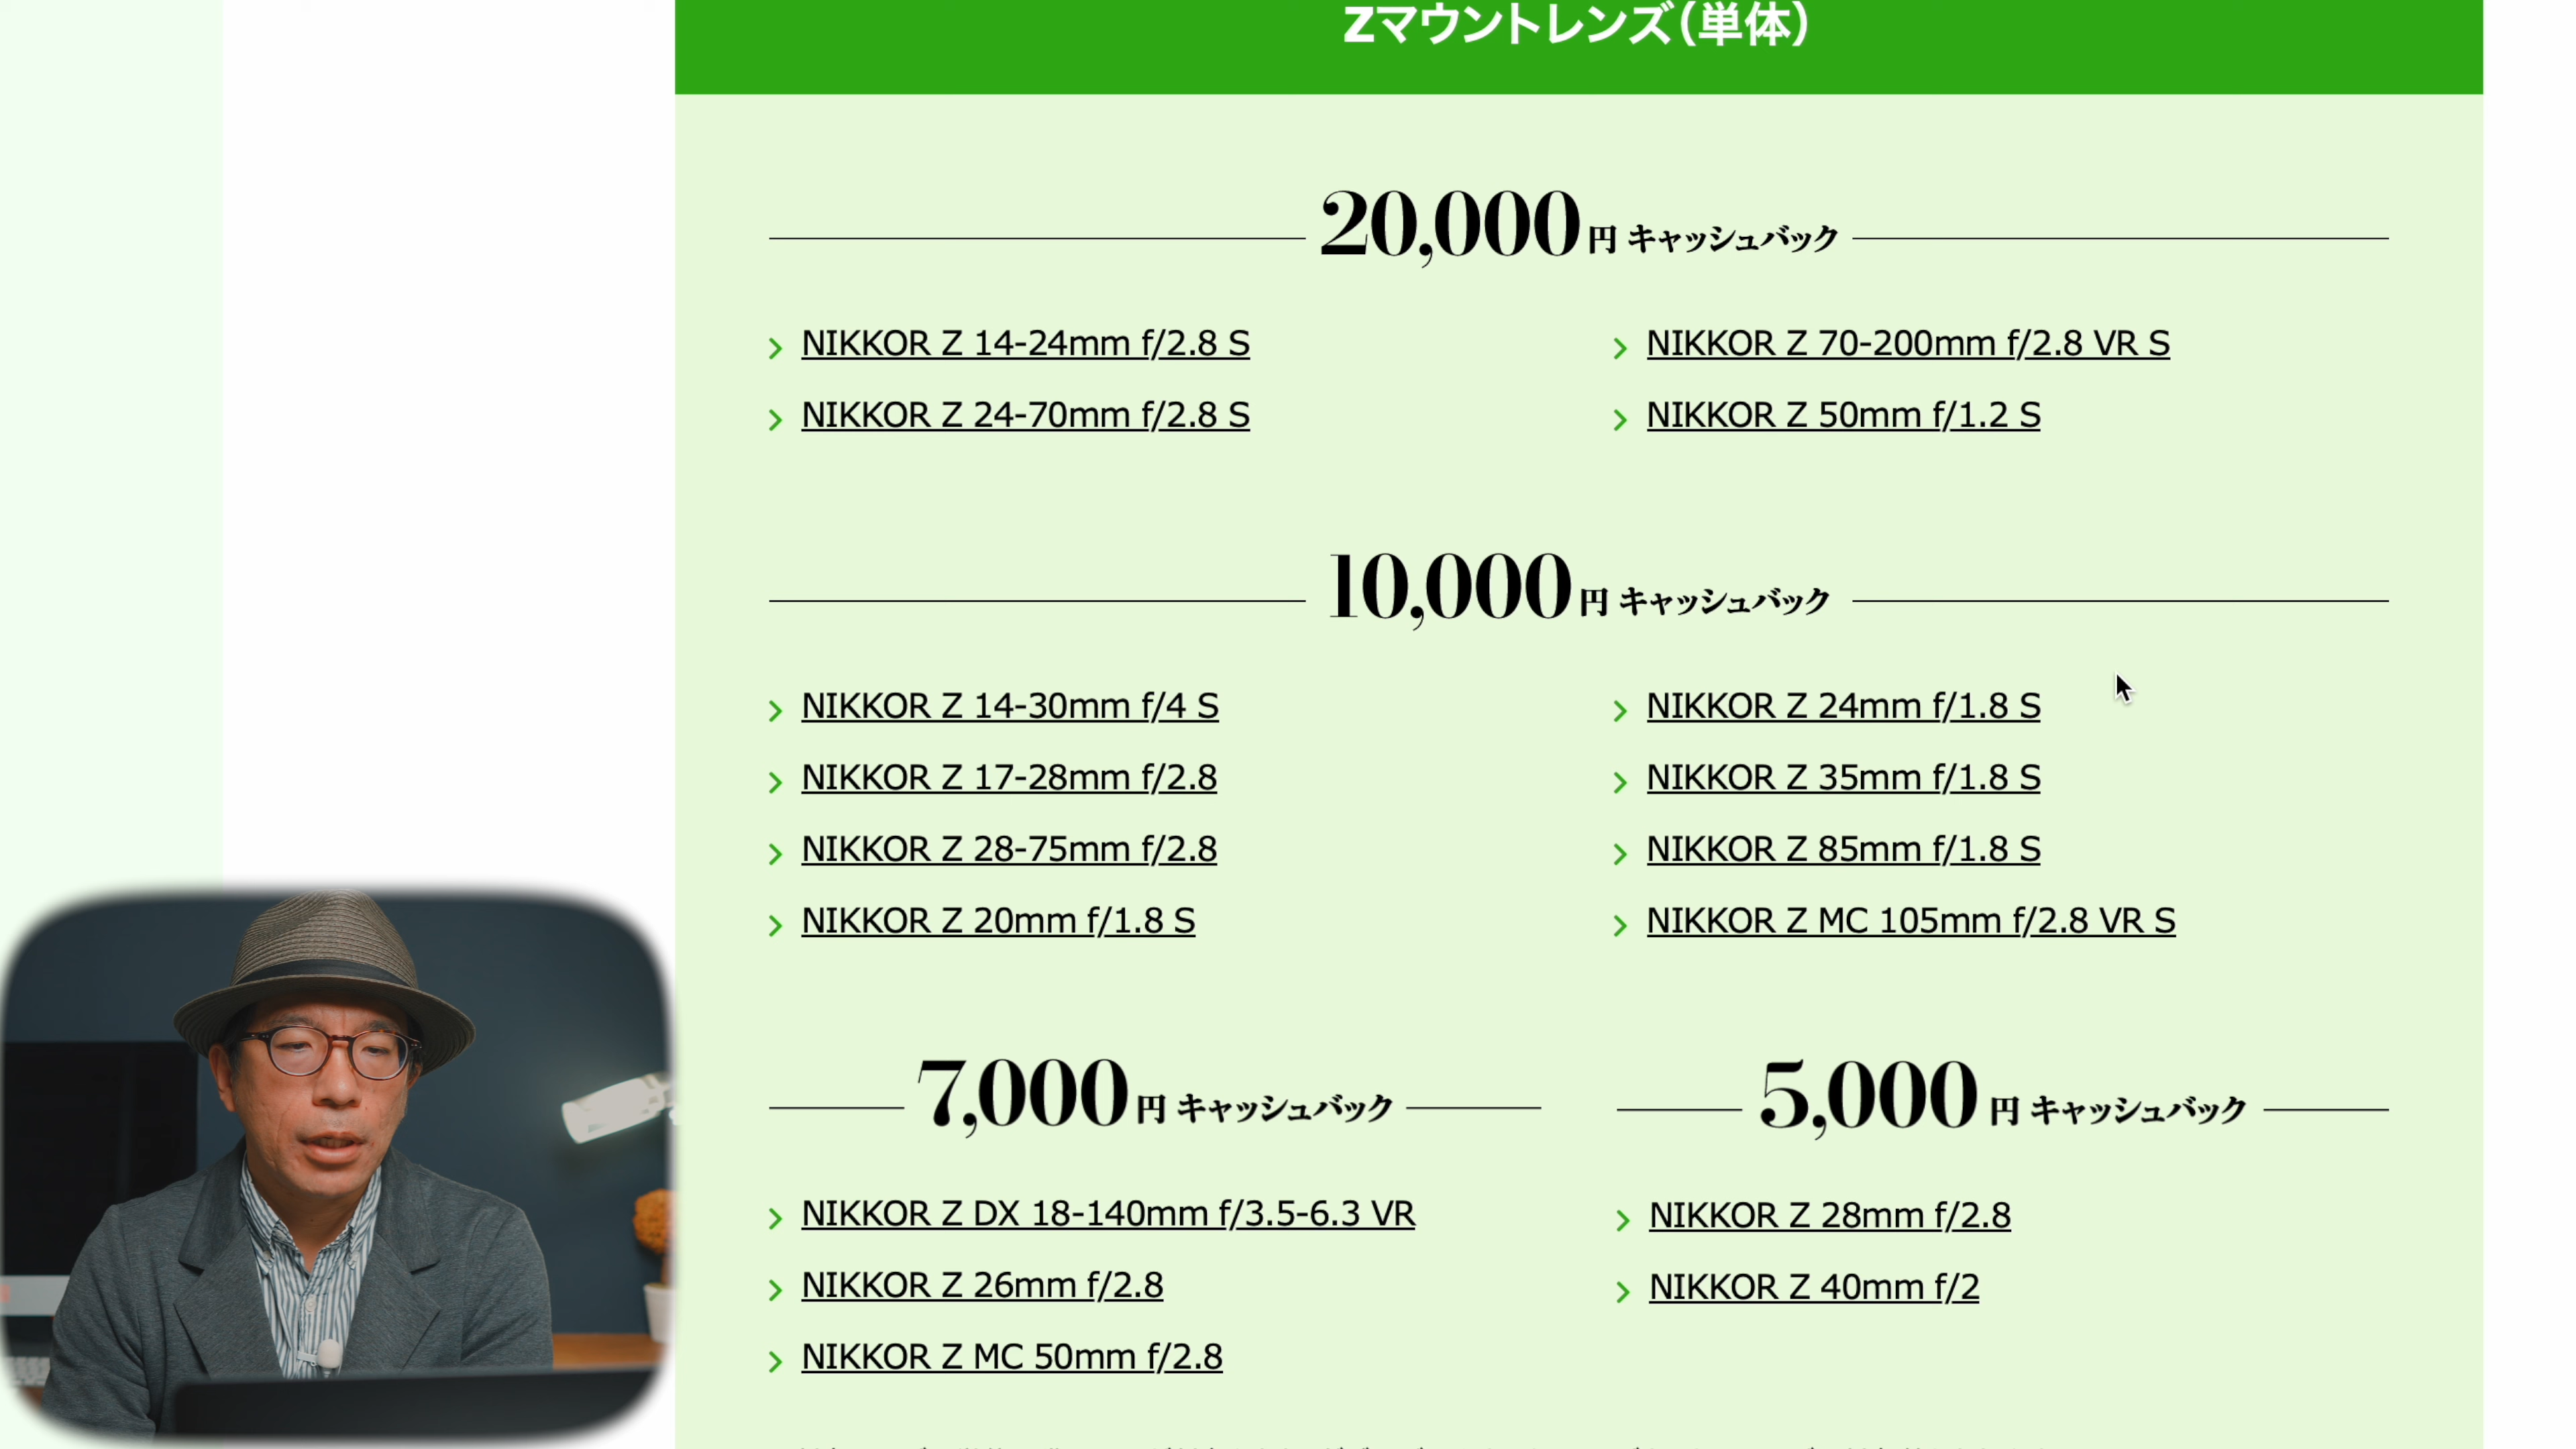 Zマウントレンズ（単体）
20,000円 キャッシュバック
NIKKOR Z 14-24mm f/2.8 S
NIKKOR Z 70-200mm f/2.8 VR S
NIKKOR Z 24-70mm f/2.8 S
NIKKOR Z 50mm f/1.2 S
10,000円 キャッシュバック
NIKKOR Z 14-30mm f/4 S
NIKKOR Z 24mm f/1.8 S
NIKKOR Z 17-28mm f/2.8
NIKKOR Z 35mm f/1.8 S
NIKKOR Z 28-75mm f/2.8
NIKKOR Z 85mm f/1.8 S
NIKKOR Z 20mm f/1.8 S
NIKKOR Z MC 105mm f/2.8 VR S
7,000円 キャッシュバック
NIKKOR Z DX 18-140mm f/3.5-6.3 VR
NIKKOR Z 26mm f/2.8
NIKKOR Z MC 50mm f/2.8
5,000円 キャッシュバック
NIKKOR Z 28mm f/2.8
NIKKOR Z 40mm f/2